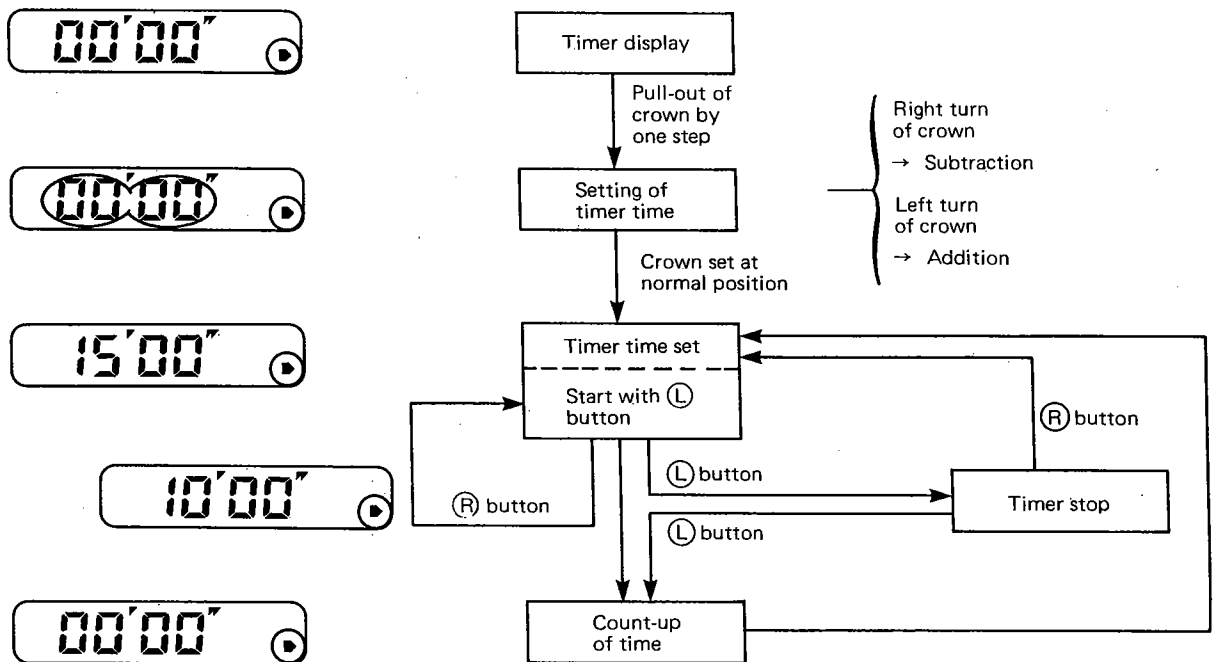 00'00"
Timer display
Pull-out of
crown by
one step
Right turn
of crown
→ Subtraction
Left turn
of crown
→ Addition
00'00"
Setting of
timer time
Crown set at
normal position
15'00"
Timer time set
Start with Ⓛ
button
Ⓡ button
10'00"
Ⓡ button
Ⓛ button
Timer stop
Ⓛ button
00'00"
Count-up
of time